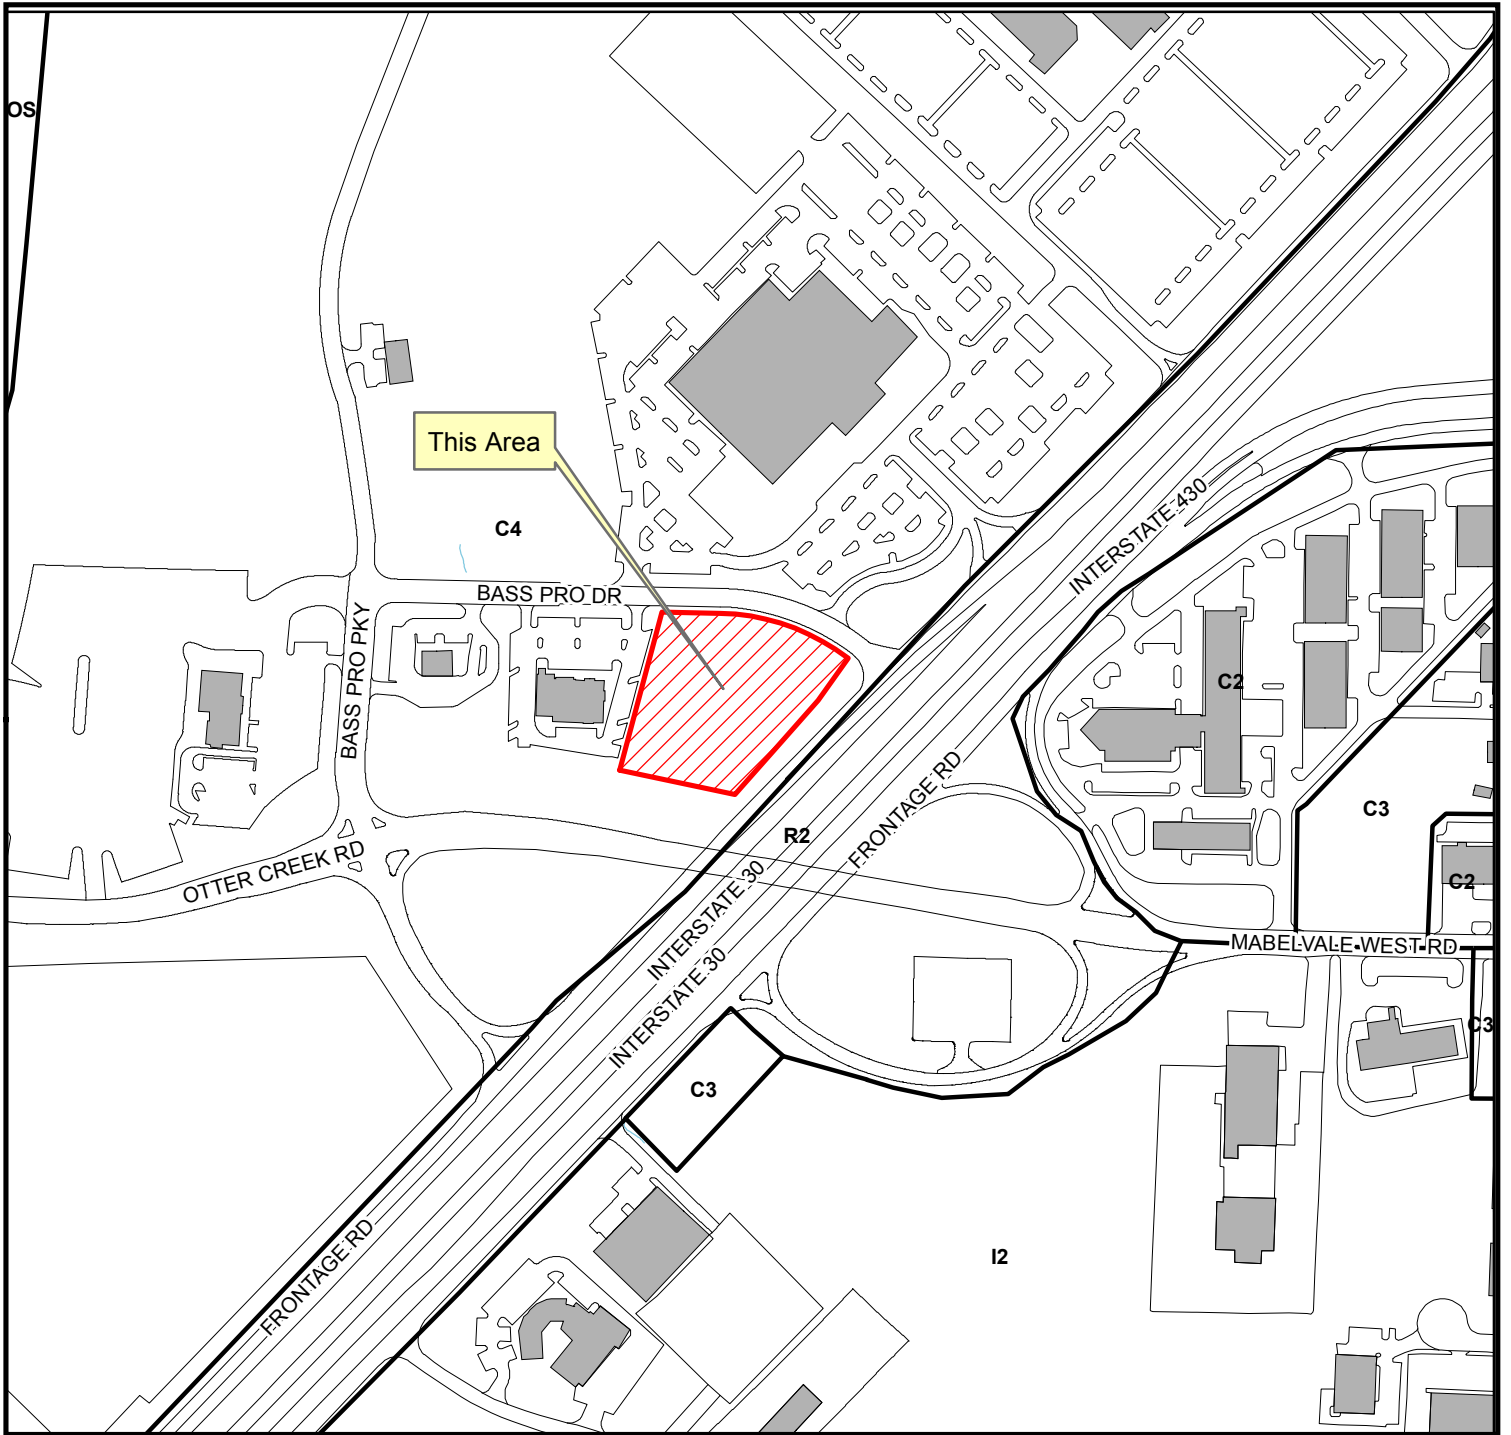 OS
This Area
C4
INTERSTATE 430
BASS PRO DR
BASS PRO PKY
C2
FRONTAGE RD
C3
R2
OTTER CREEK RD
C2
INTERSTATE 30
MABELVALE WEST RD
INTERSTATE 30
C3
C3
I2
FRONTAGE RD